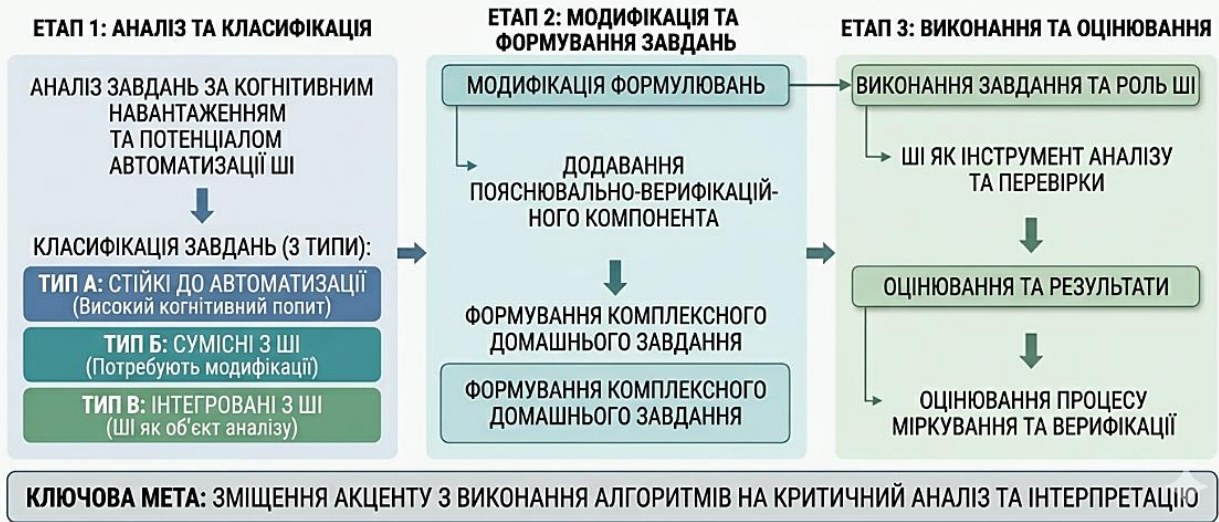 ЕТАП 1: АНАЛІЗ ТА КЛАСИФІКАЦІЯ
АНАЛІЗ ЗАВДАНЬ ЗА КОГНІТИВНИМ
НАВАНТАЖЕННЯМ
ТА ПОТЕНЦІАЛОМ
АВТОМАТИЗАЦІЇ ШІ
КЛАСИФІКАЦІЯ ЗАВДАНЬ (3 ТИПИ):
ТИП А: СТІЙКІ ДО АВТОМАТИЗАЦІЇ
(Високий когнітивний попит)
ТИП Б: СУМІСНІ З ШІ
(Потребують модифікації)
ТИП В: ІНТЕГРОВАНІ З ШІ
(ШІ як об'єкт аналізу)
ЕТАП 2: МОДИФІКАЦІЯ ТА
ФОРМУВАННЯ ЗАВДАНЬ
МОДИФІКАЦІЯ ФОРМУЛЮВАНЬ
ДОДАВАННЯ
ПОЯСНЮВАЛЬНО-ВЕРИФІКАЦІЙ-
НОГО КОМПОНЕНТА
ФОРМУВАННЯ КОМПЛЕКСНОГО
ДОМАШНЬОГО ЗАВДАННЯ
ФОРМУВАННЯ КОМПЛЕКСНОГО
ДОМАШНЬОГО ЗАВДАННЯ
ЕТАП 3: ВИКОНАННЯ ТА ОЦІНЮВАННЯ
ВИКОНАННЯ ЗАВДАННЯ ТА РОЛЬ ШІ
ШІ ЯК ІНСТРУМЕНТ АНАЛІЗУ
ТА ПЕРЕВІРКИ
ОЦІНЮВАННЯ ТА РЕЗУЛЬТАТИ
ОЦІНЮВАННЯ ПРОЦЕСУ
МІРКУВАННЯ ТА ВЕРИФІКАЦІЇ
КЛЮЧОВА МЕТА: ЗМІЩЕННЯ АКЦЕНТУ З ВИКОНАННЯ АЛГОРИТМІВ НА КРИТИЧНИЙ АНАЛІЗ ТА ІНТЕРПРЕТАЦІЮ